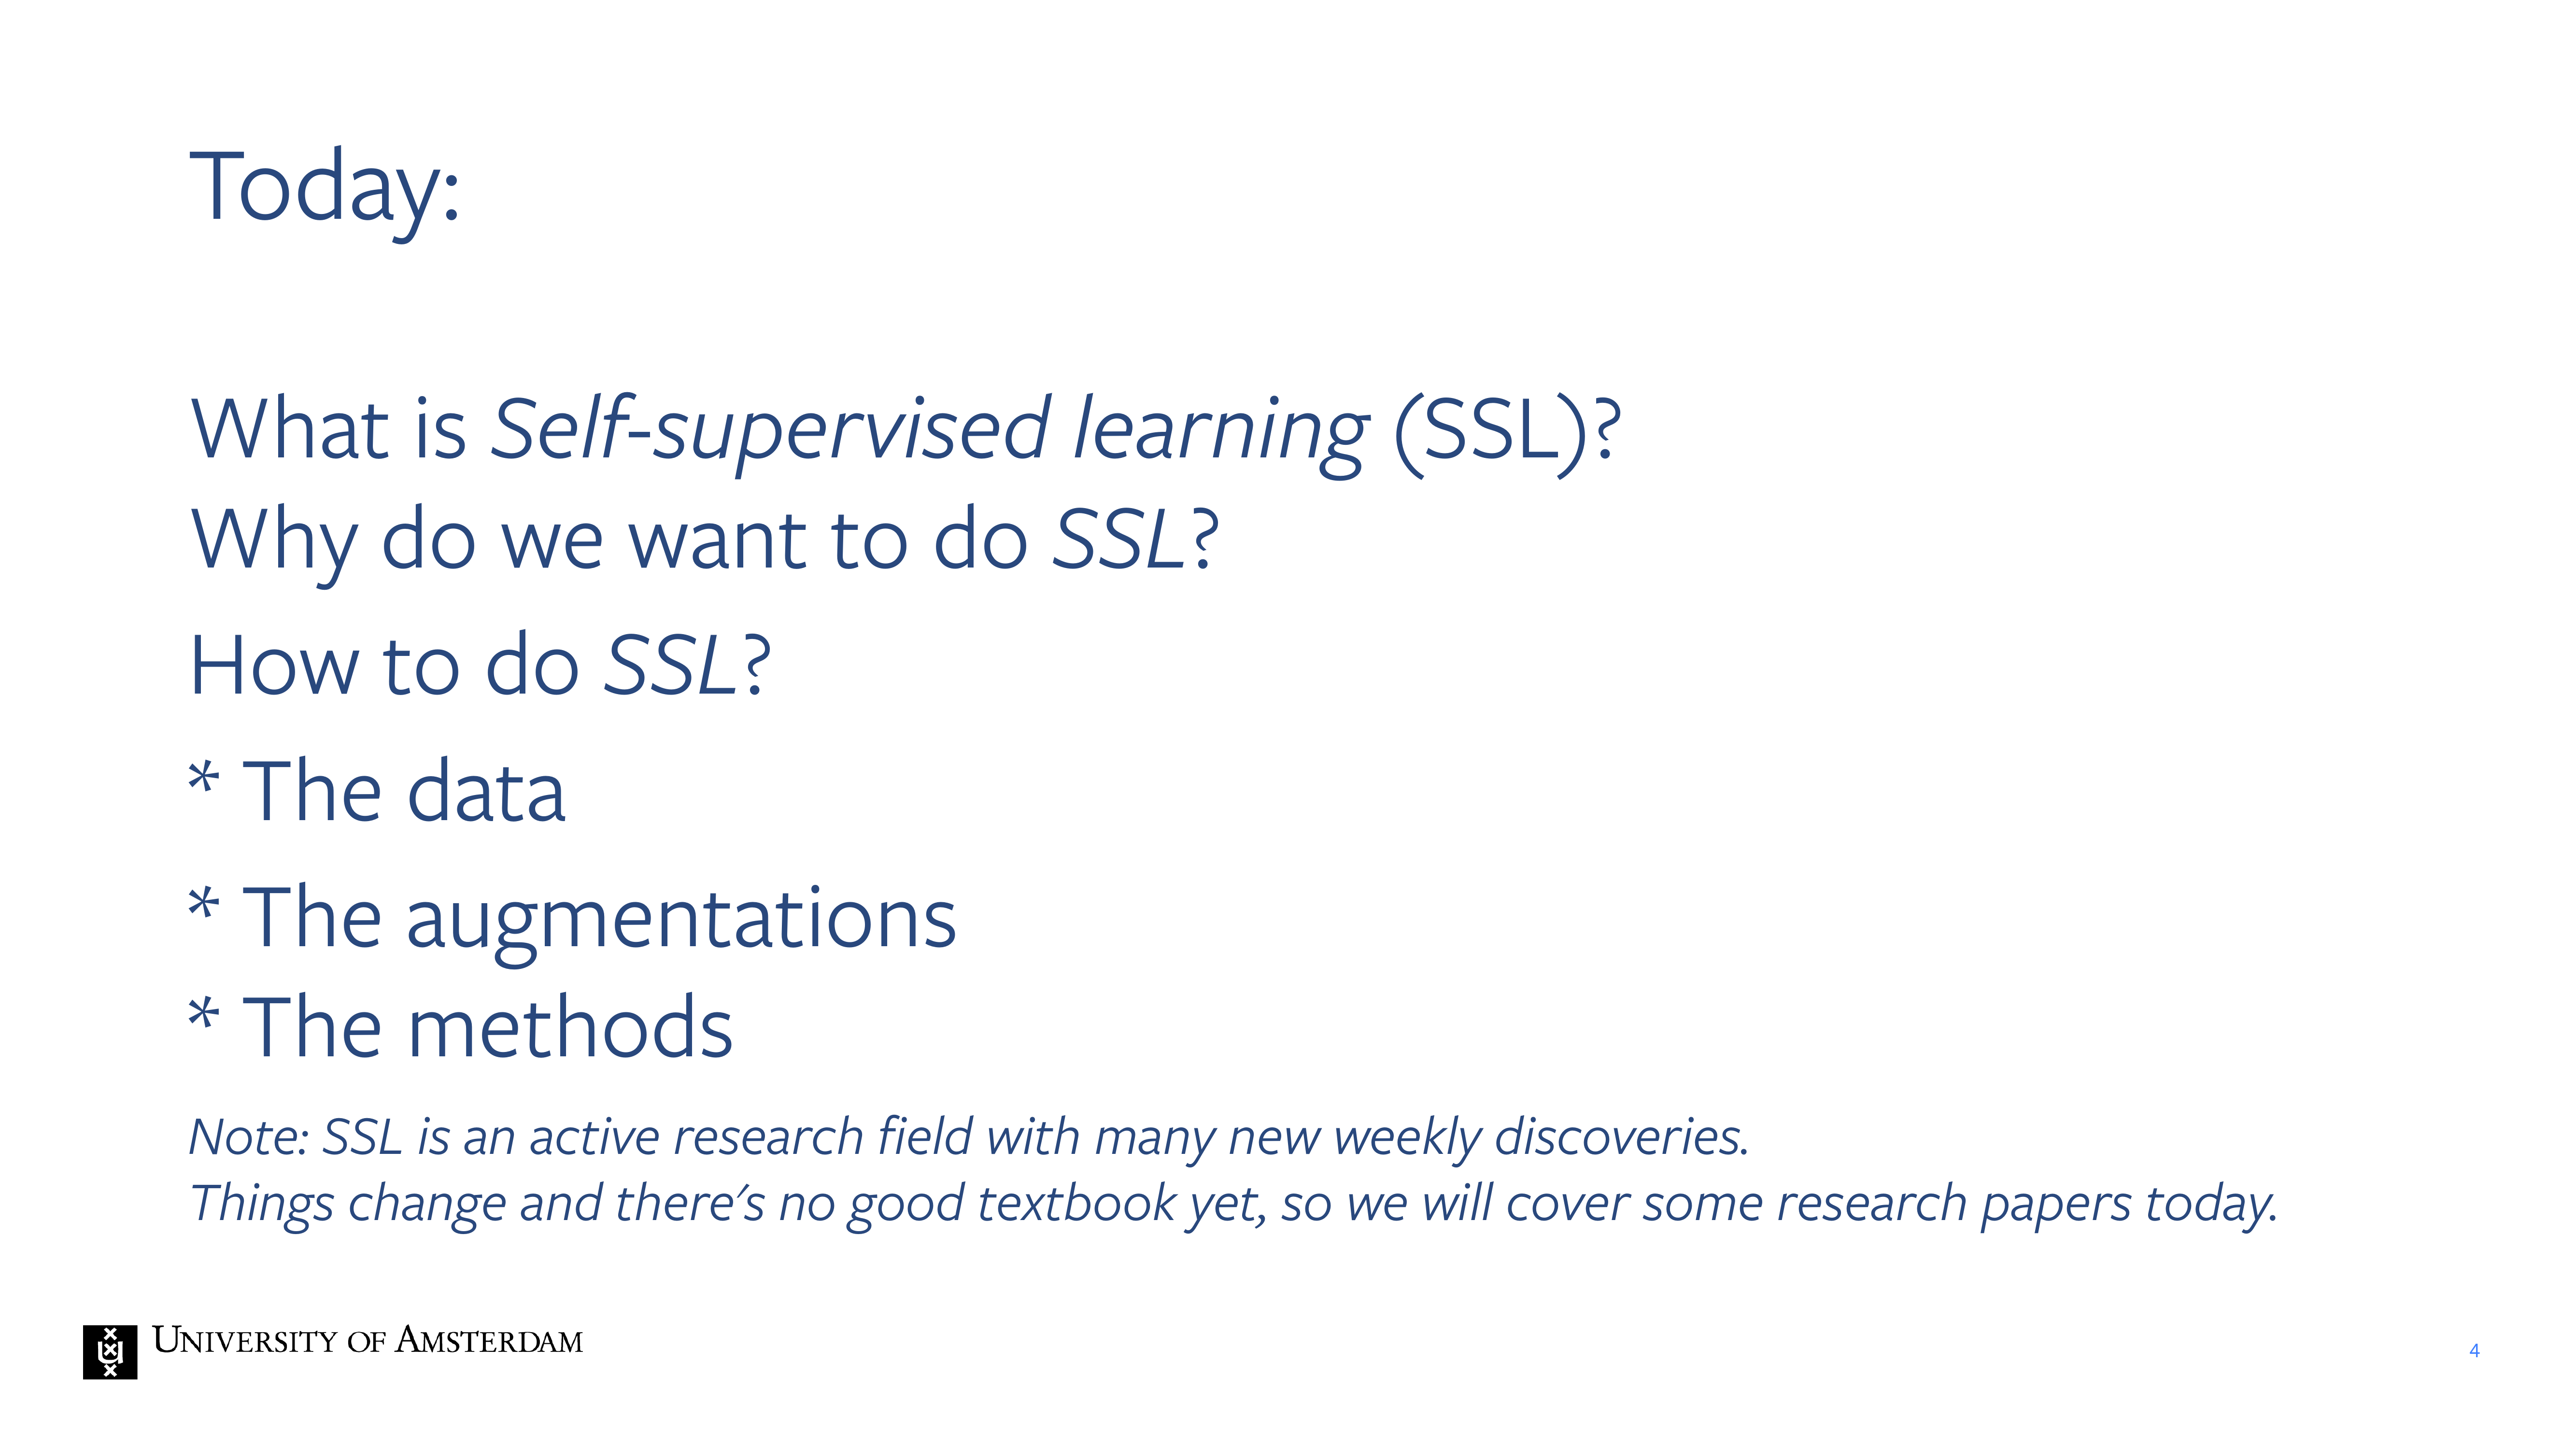 Today:
What is Self-supervised learning (SSL)?
Why do we want to do SSL?
How to do SSL?
* The data
* The augmentations
* The methods
Note: SSL is an active research field with many new weekly discoveries.
Things change and there's no good textbook yet, so we will cover some research papers today.
UNIVERSITY OF AMSTERDAM
4